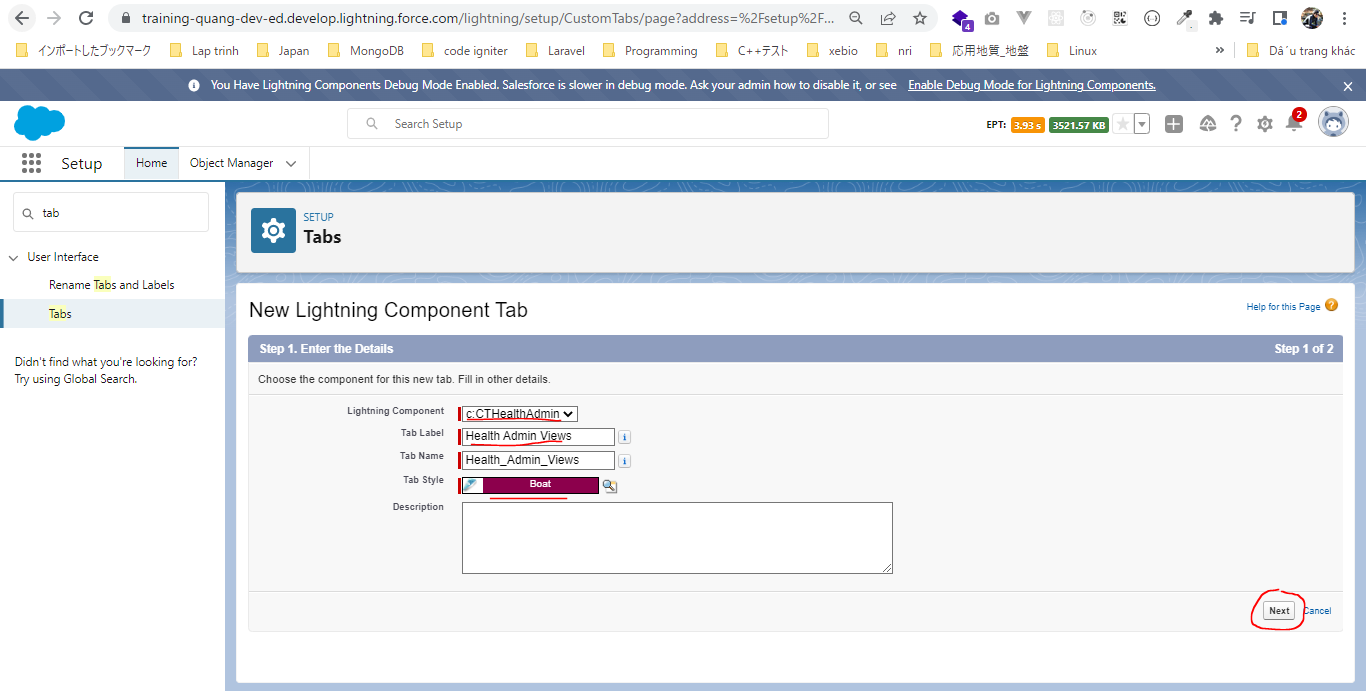 training-quang-dev-ed.develop.lightning.force.com/lightning/setup/CustomTabs/page?address=%2Fsetup%2F...
4
インポートしたブックマーク Lap trinh Japan MongoDB code igniter Laravel Programming C++テスト xebio nri 応用地質_地盤 Linux » Dấu trang khác
You Have Lightning Components Debug Mode Enabled. Salesforce is slower in debug mode. Ask your admin how to disable it, or see Enable Debug Mode for Lightning Components.
Search Setup
EPT: 3.93 s 3521.57 KB
2
Setup Home Object Manager
tab
User Interface
Rename Tabs and Labels
Tabs
Didn't find what you're looking for?
Try using Global Search.
SETUP
Tabs
New Lightning Component Tab
Help for this Page ?
Step 1. Enter the Details Step 1 of 2
Choose the component for this new tab. Fill in other details.
Lightning Component c:CTHealthAdmin
Tab Label Health Admin Views i
Tab Name Health_Admin_Views i
Tab Style Boat
Description
Next Cancel